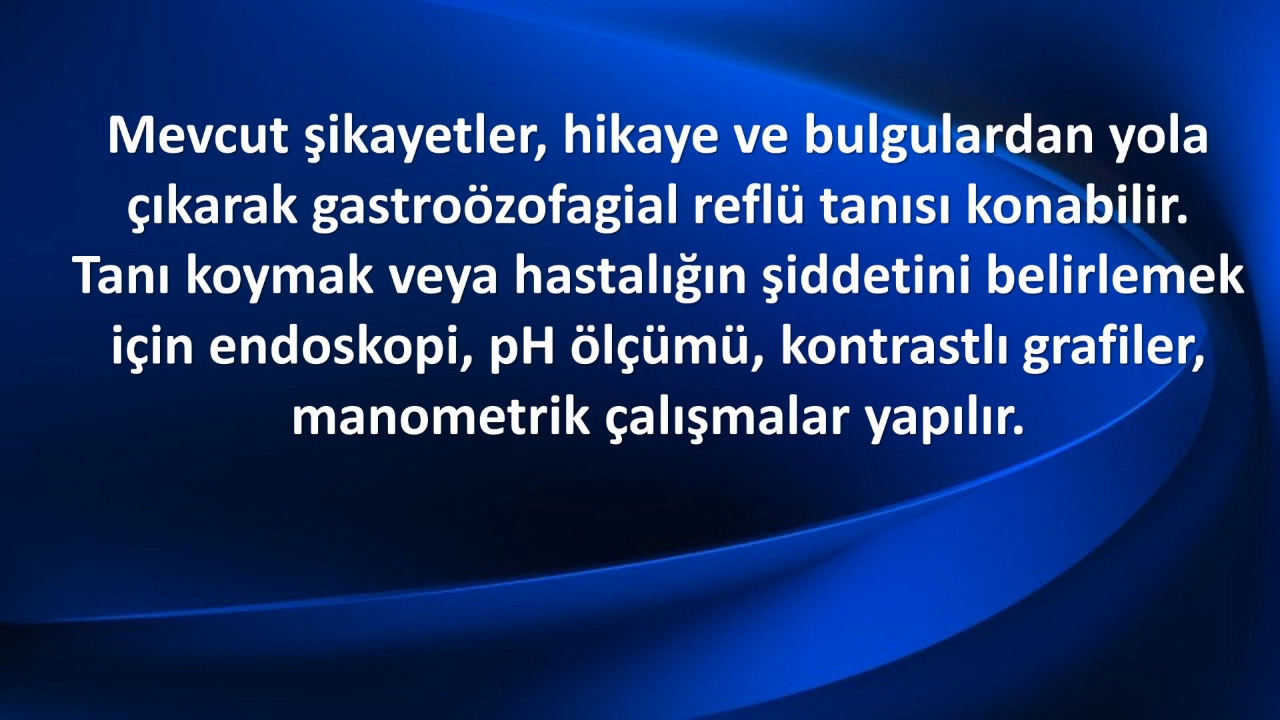 Mevcut şikayetler, hikaye ve bulgulardan yola
çıkarak gastroözofagial reflü tanısı konabilir.
Tanı koymak veya hastalığın şiddetini belirlemek
için endoskopi, pH ölçümü, kontrastlı grafiler,
manometrik çalışmalar yapılır.